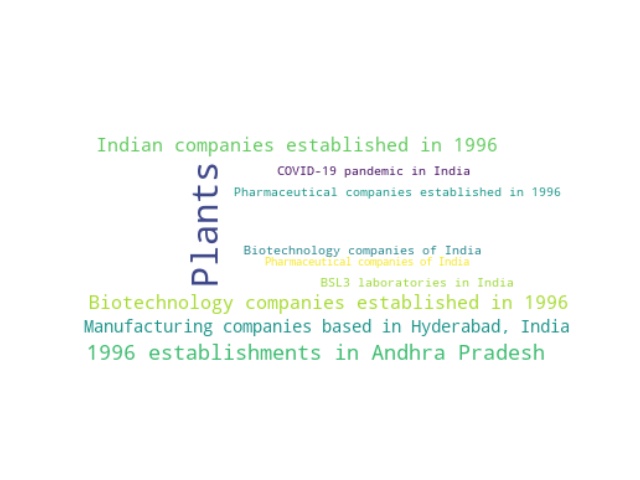 Indian companies established in 1996
COVID-19 pandemic in India
Plants
Pharmaceutical companies established in 1996
Biotechnology companies of India
Pharmaceutical companies of India
BSL3 laboratories in India
Biotechnology companies established in 1996
Manufacturing companies based in Hyderabad, India
1996 establishments in Andhra Pradesh